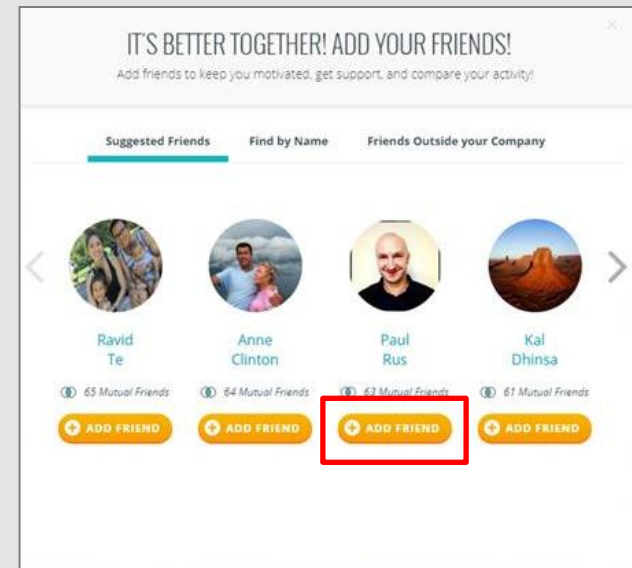 IT'S BETTER TOGETHER! ADD YOUR FRIENDS!
Add friends to keep you motivated, get support, and compare your activity!
Suggested Friends Find by Name Friends Outside your Company
Ravid
Te
Anne
Clinton
Paul
Rus
Kal
Dhinsa
65 Mutual Friends 64 Mutual Friends 63 Mutual Friends 61 Mutual Friends
ADD FRIEND ADD FRIEND ADD FRIEND ADD FRIEND